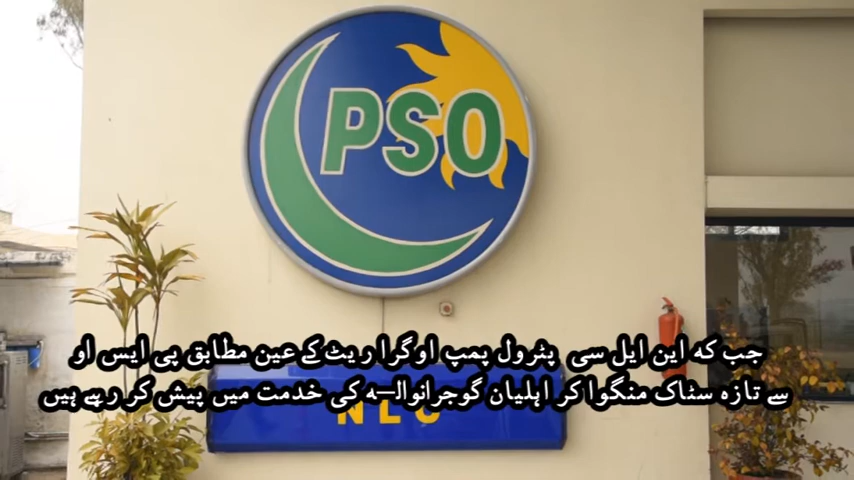 PSO
جب کہ این ایل سی پٹرول پمپ اوگرا ریٹ کے عین مطابق پی ایس او
سے تازہ سٹاک منگوا کر اہلیان گوجرانوالہ کی خدمت میں پیش کر رہے ہیں
NLC